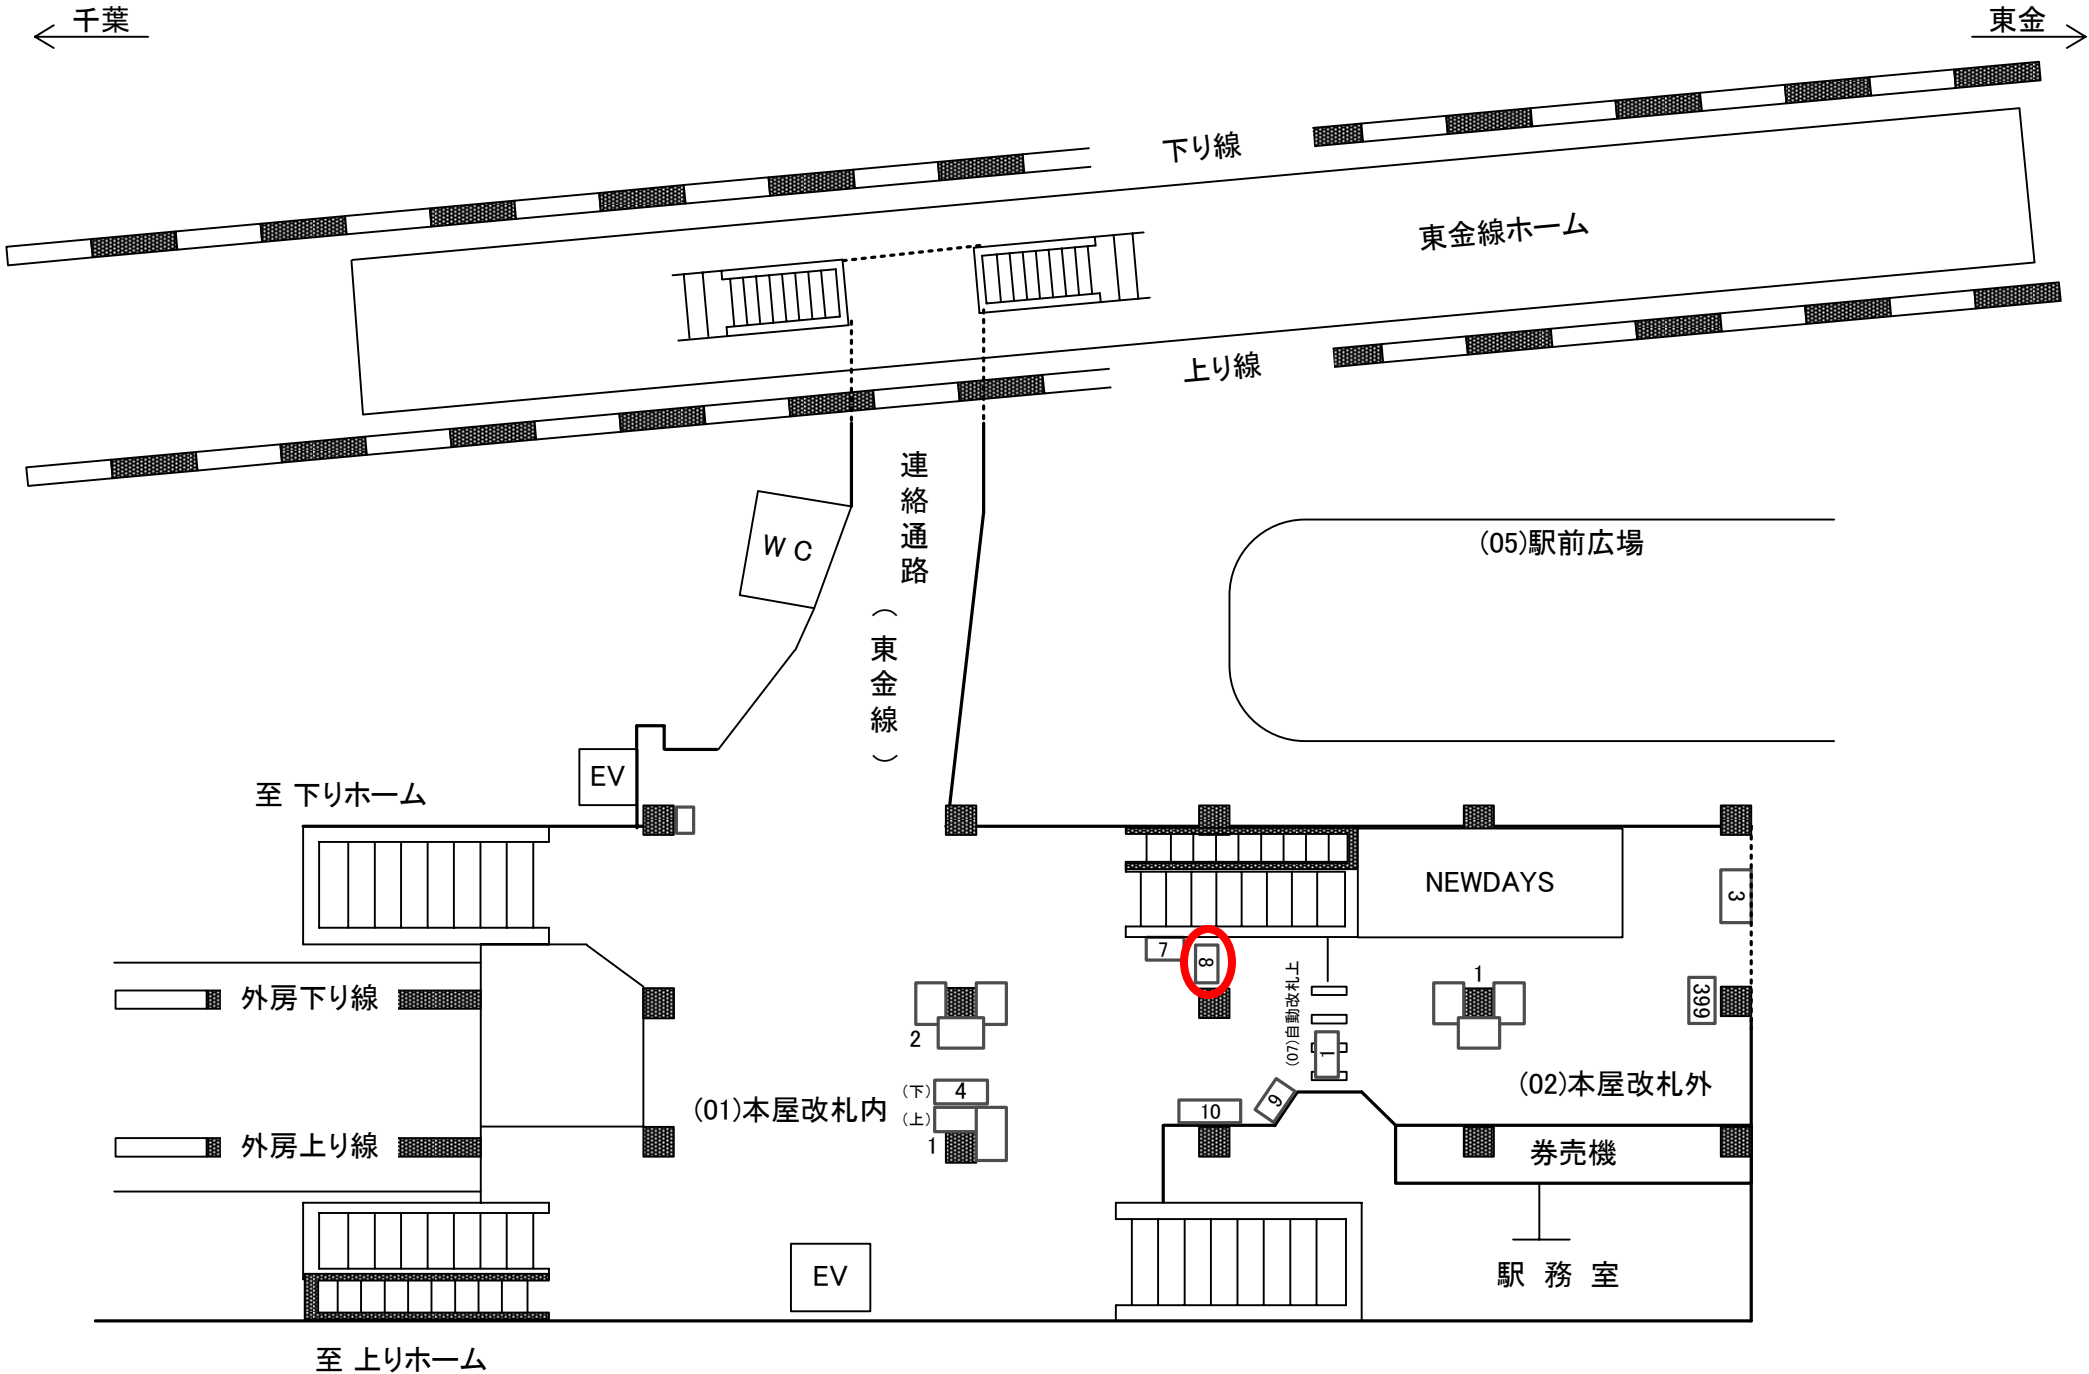 千葉
東金
下り線
東金線ホーム
上り線
連絡通路
(東金線)
WC
(05)駅前広場
EV
至 下りホーム
NEWDAYS
3
7
8
(07)自動改札上
1
1
399
外房下り線
2
(下)
4
(01)本屋改札内
(上)
1
(02)本屋改札外
9
10
外房上り線
券売機
EV
駅務室
至 上りホーム